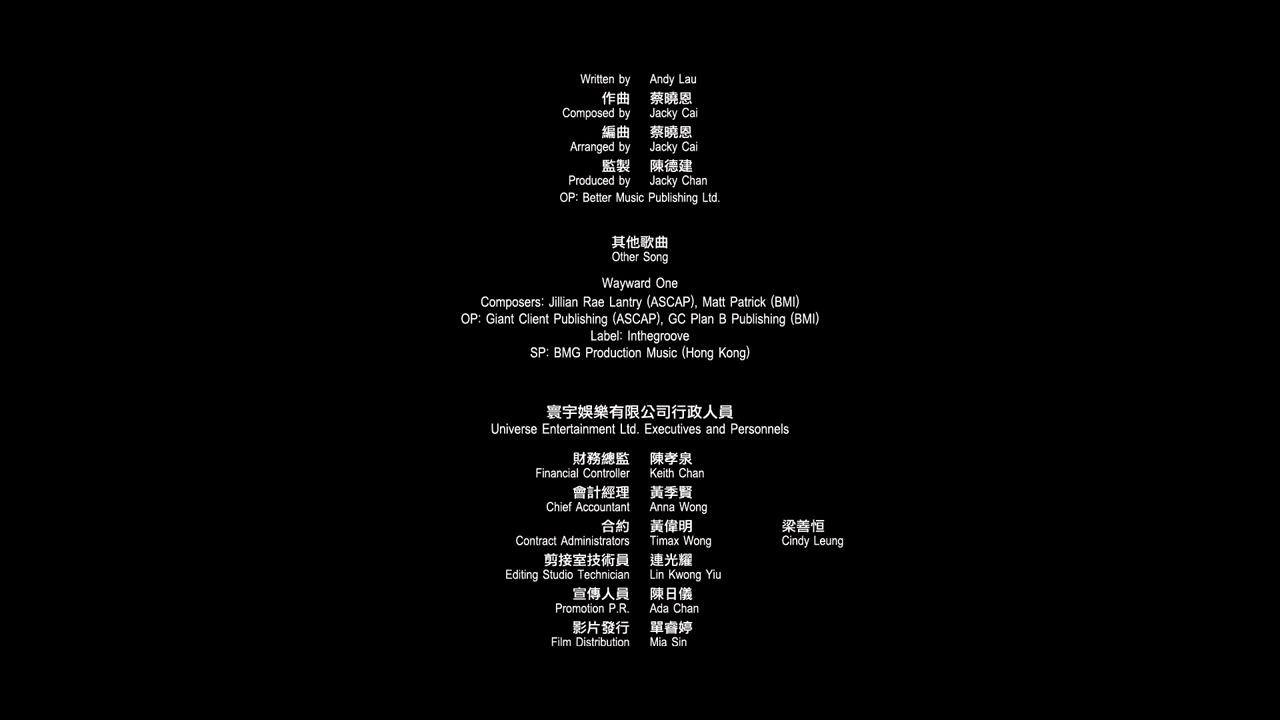 Written by Andy Lau
作曲 蔡曉恩
Composed by Jacky Cai
編曲 蔡曉恩
Arranged by Jacky Cai
監製 陳德建
Produced by Jacky Chan
OP: Better Music Publishing Ltd.
其他歌曲
Other Song
Wayward One
Composers: Jillian Rae Lantry (ASCAP), Matt Patrick (BMI)
OP: Giant Client Publishing (ASCAP), GC Plan B Publishing (BMI)
Label: Inthegroove
SP: BMG Production Music (Hong Kong)
寰宇娛樂有限公司行政人員
Universe Entertainment Ltd. Executives and Personnels
財務總監 陳孝泉
Financial Controller Keith Chan
會計經理 黃季賢
Chief Accountant Anna Wong
合約 黃偉明 梁善恒
Contract Administrators Timax Wong Cindy Leung
剪接室技術員 連光耀
Editing Studio Technician Lin Kwong Yiu
宣傳人員 陳日儀
Promotion P.R. Ada Chan
影片發行 單睿婷
Film Distribution Mia Sin